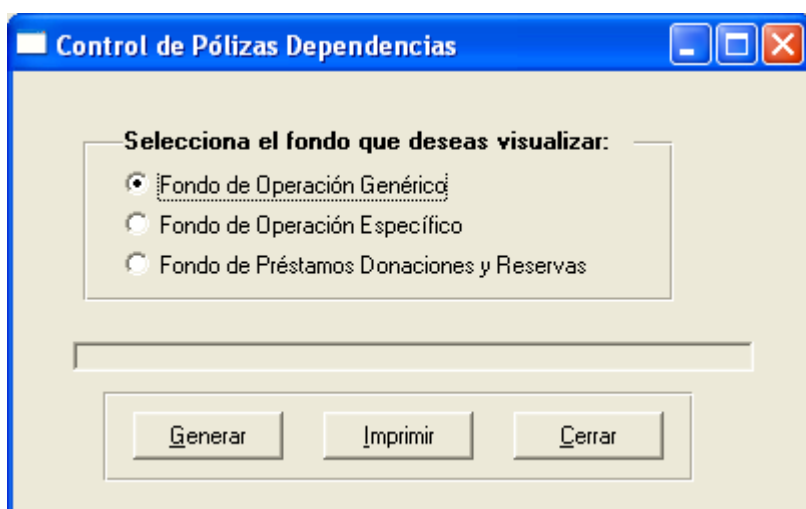 Control de Pólizas Dependencias
Selecciona el fondo que deseas visualizar:
Fondo de Operación Genérico
Fondo de Operación Específico
Fondo de Préstamos Donaciones y Reservas
Generar Imprimir Cerrar